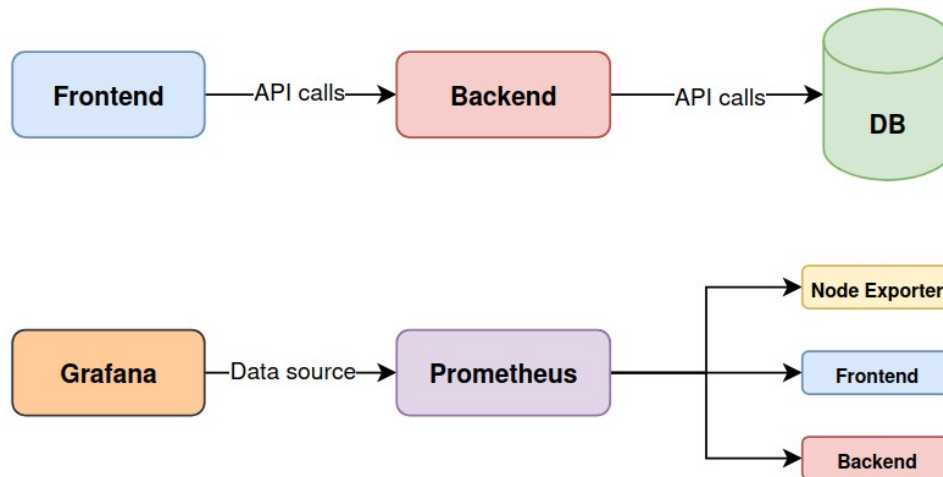 Frontend
API calls
Backend
API calls
DB
Node Exporter
Grafana
Data source
Prometheus
Frontend
Backend